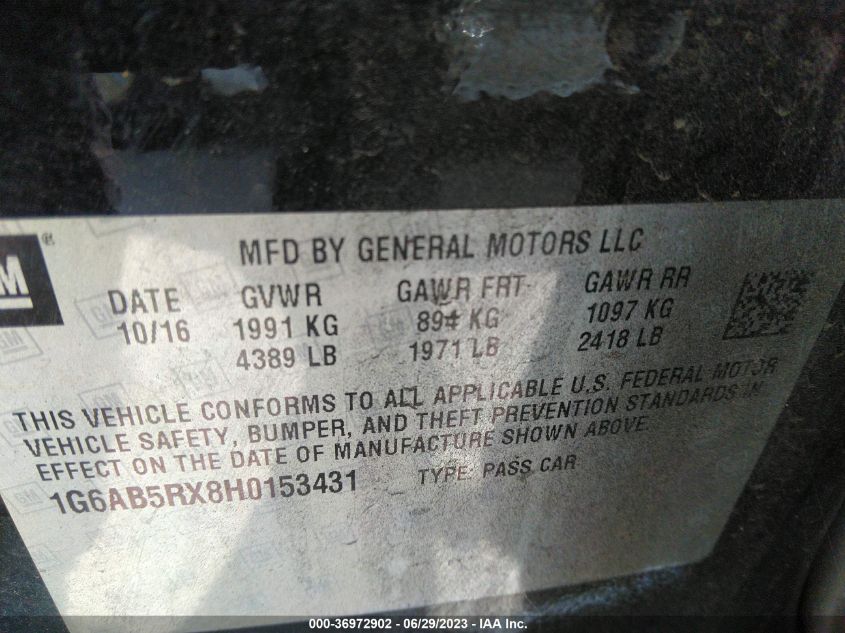 GM ®
MFD BY GENERAL MOTORS LLC
DATE GVWR GAWR FRT GAWR RR
10/16 1991 KG 894 KG 1097 KG
4389 LB 1971 LB 2418 LB
THIS VEHICLE CONFORMS TO ALL APPLICABLE U.S. FEDERAL MOTOR
VEHICLE SAFETY, BUMPER, AND THEFT PREVENTION STANDARDS IN
EFFECT ON THE DATE OF MANUFACTURE SHOWN ABOVE.
1G6AB5RX8H0153431 TYPE: PASS CAR
000-36972902 - 06/29/2023 - IAA Inc.